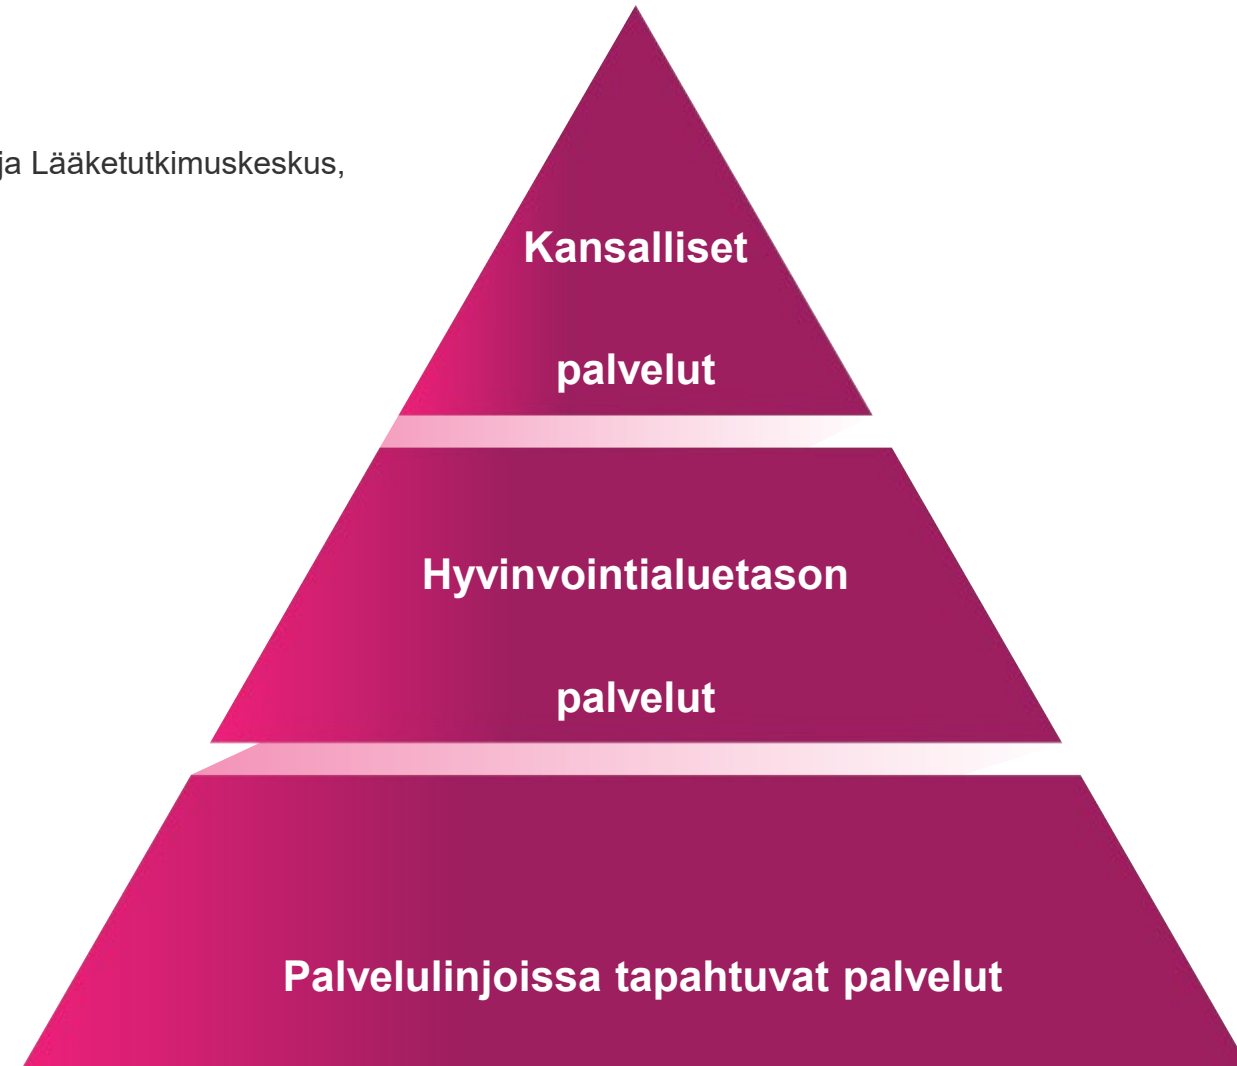 ja Lääketutkimuskeskus,
Kansalliset
palvelut
Hyvinvointialuetason
palvelut
Palvelulinjoissa tapahtuvat palvelut